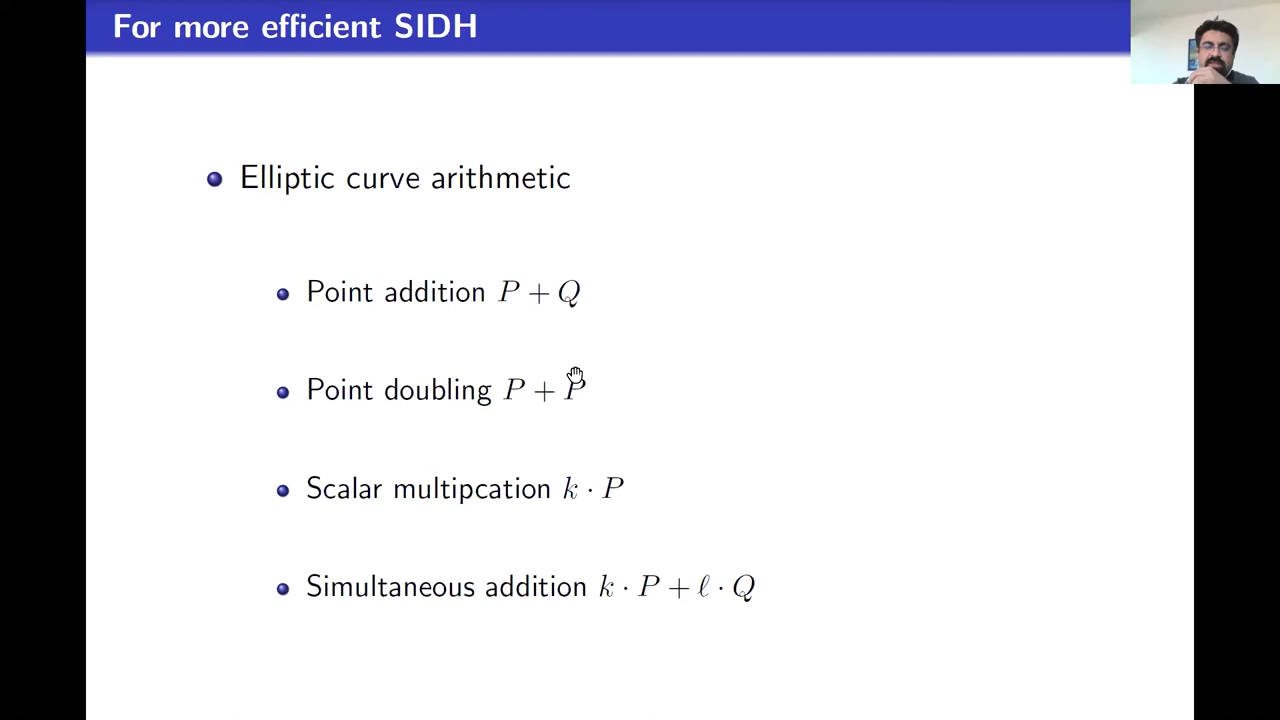 For more efficient SIDH
Elliptic curve arithmetic
Point addition P + Q
Point doubling P + P
Scalar multipcation k · P
Simultaneous addition k · P + ℓ · Q